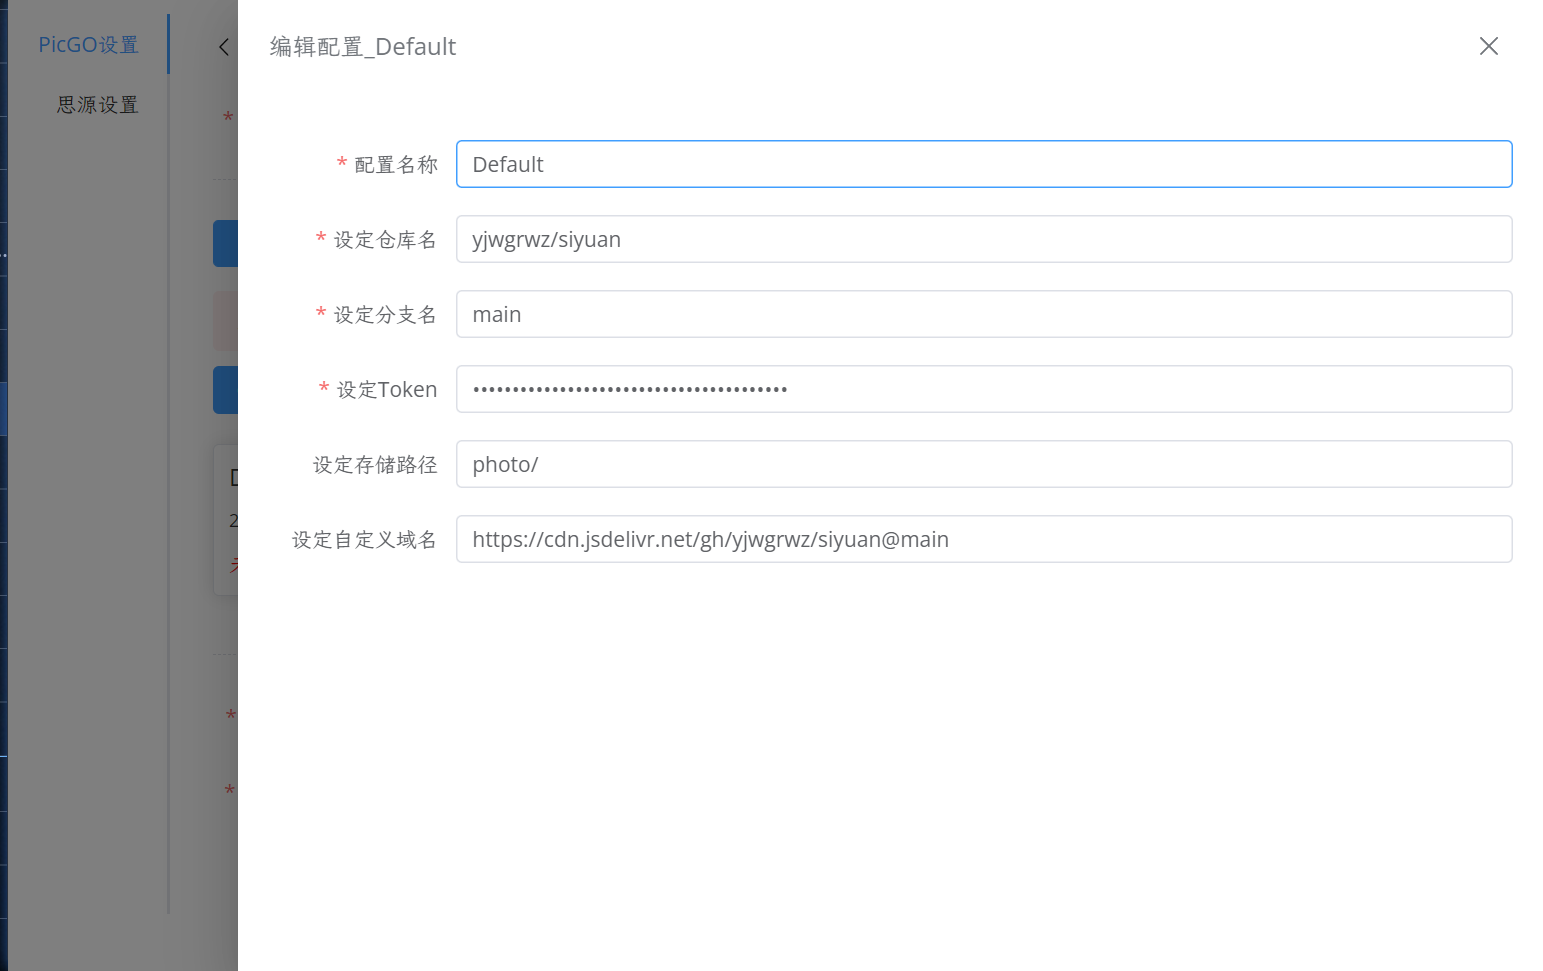 PicGO设置
思源设置
编辑配置_Default
* 配置名称
Default
* 设定仓库名
yjwgrwz/siyuan
* 设定分支名
main
* 设定Token
••••••••••••••••••••••••••••••••••••••••
设定存储路径
photo/
设定自定义域名
https://cdn.jsdelivr.net/gh/yjwgrwz/siyuan@main